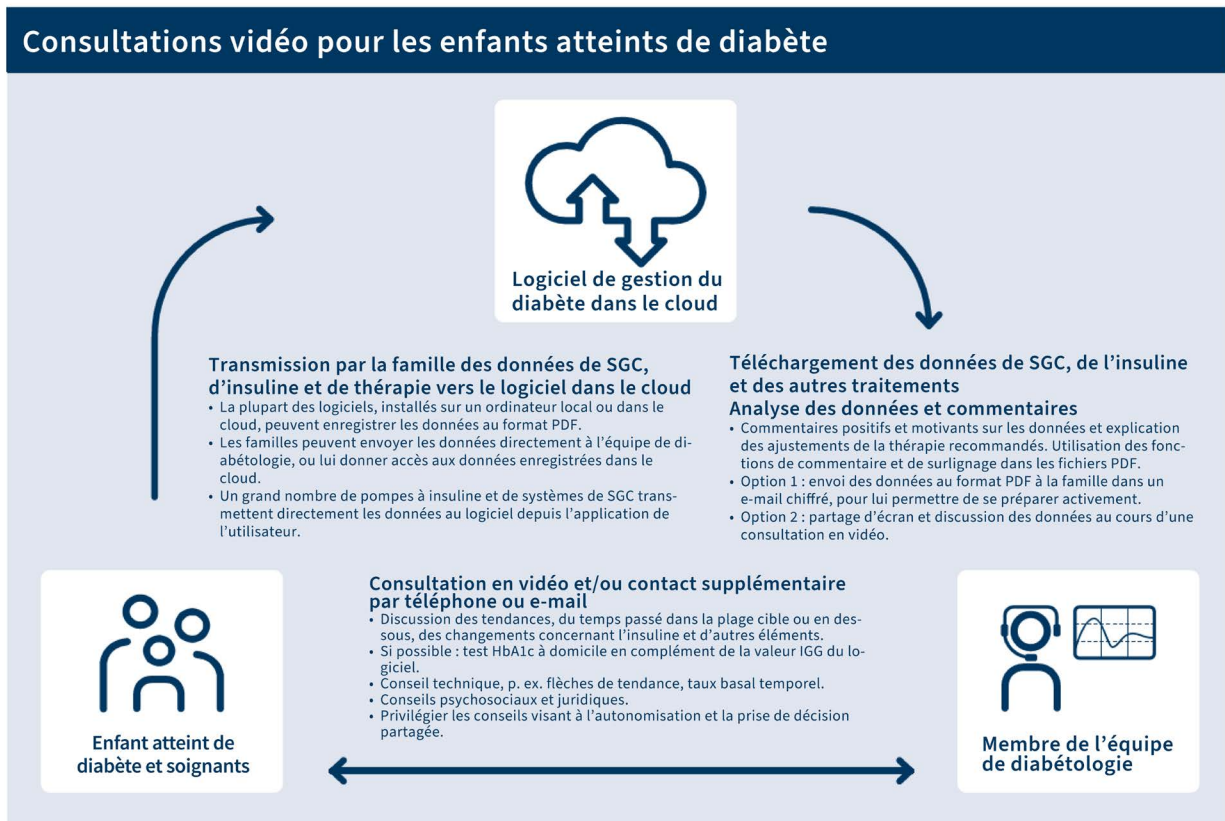 Consultations vidéo pour les enfants atteints de diabète
Logiciel de gestion du
diabète dans le cloud
Transmission par la famille des données de SGC,
d’insuline et de thérapie vers le logiciel dans le cloud
• La plupart des logiciels, installés sur un ordinateur local ou dans le
cloud, peuvent enregistrer les données au format PDF.
• Les familles peuvent envoyer les données directement à l’équipe de di-
abétologie, ou lui donner accès aux données enregistrées dans le
cloud.
• Un grand nombre de pompes à insuline et de systèmes de SGC trans-
mettent directement les données au logiciel depuis l’application de
l’utilisateur.
Téléchargement des données de SGC, de l’insuline
et des autres traitements
Analyse des données et commentaires
• Commentaires positifs et motivants sur les données et explication
des ajustements de la thérapie recommandés. Utilisation des fonc-
tions de commentaire et de surlignage dans les fichiers PDF.
• Option 1 : envoi des données au format PDF à la famille dans un
e-mail chiffré, pour lui permettre de se préparer activement.
• Option 2 : partage d’écran et discussion des données au cours d’une
consultation en vidéo.
Consultation en vidéo et/ou contact supplémentaire
par téléphone ou e-mail
• Discussion des tendances, du temps passé dans la plage cible ou en des-
sous, des changements concernant l’insuline et d’autres éléments.
• Si possible : test HbA1c à domicile en complément de la valeur IGG du lo-
giciel.
• Conseil technique, p. ex. flèches de tendance, taux basal temporel.
• Conseils psychosociaux et juridiques.
• Privilégier les conseils visant à l’autonomisation et la prise de décision
partagée.
Enfant atteint de
diabète et soignants
Membre de l’équipe
de diabétologie